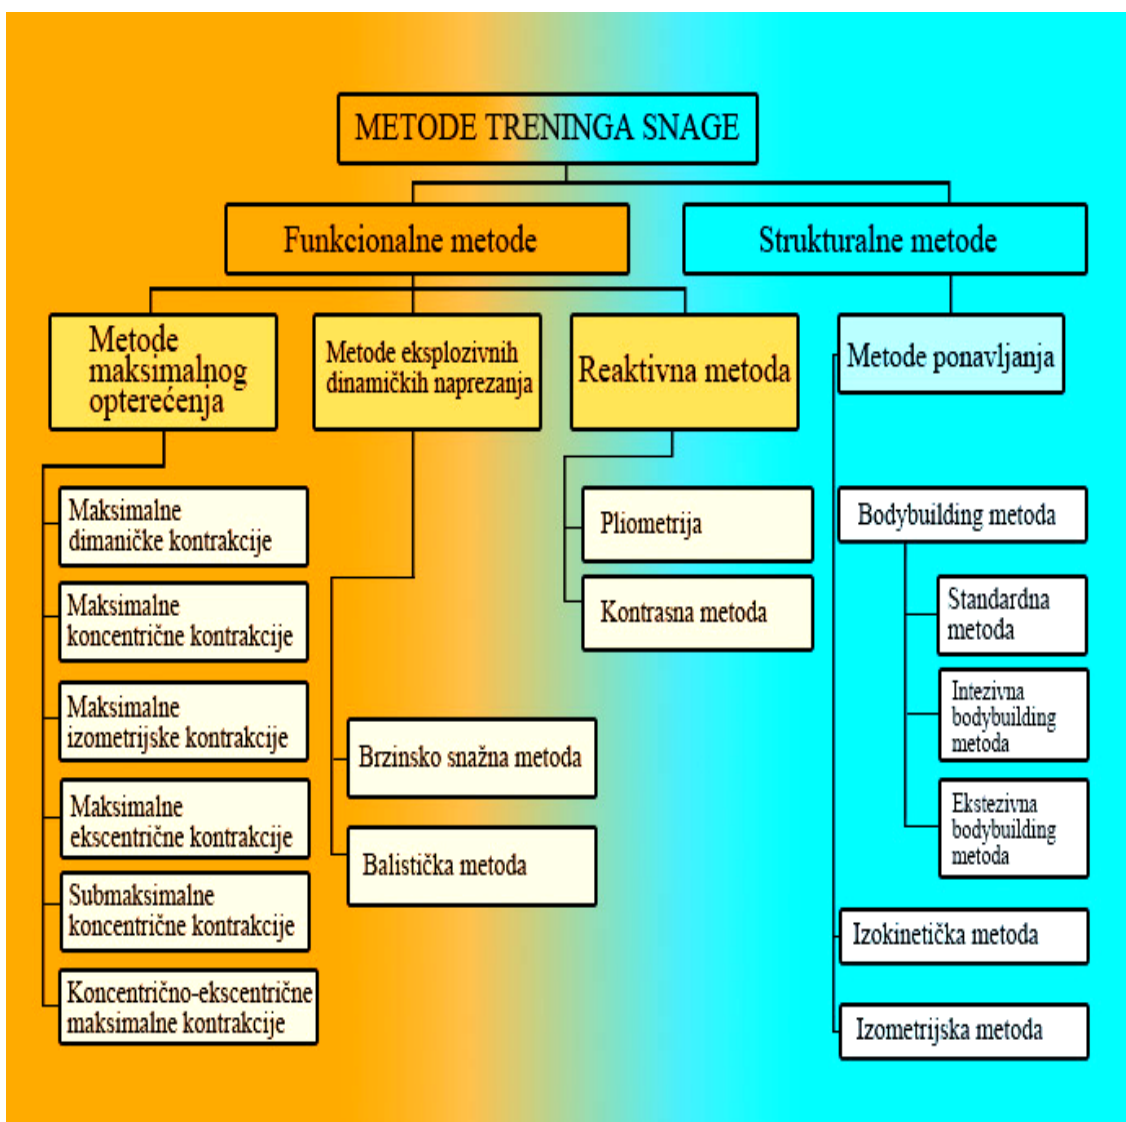 METODE TRENINGA SNAGE
Funkcionalne metode
Strukturalne metode
Metode
maksimalnog
opterećenja
Metode eksplozivnih
dinamičkih naprezanja
Reaktivna metoda
Metode ponavljanja
Maksimalne
dimaničke kontrakcije
Maksimalne
koncentrične kontrakcije
Maksimalne
izometrijske kontrakcije
Maksimalne
ekscentrične kontrakcije
Submaksimalne
koncentrične kontrakcije
Koncentrično-ekscentrične
maksimalne kontrakcije
Brzinsko snažna metoda
Balistička metoda
Pliometrija
Kontrasna metoda
Bodybuilding metoda
Standardna
metoda
Intezivna
bodybuilding
metoda
Ekstezivna
bodybuilding
metoda
Izokinetička metoda
Izometrijska metoda